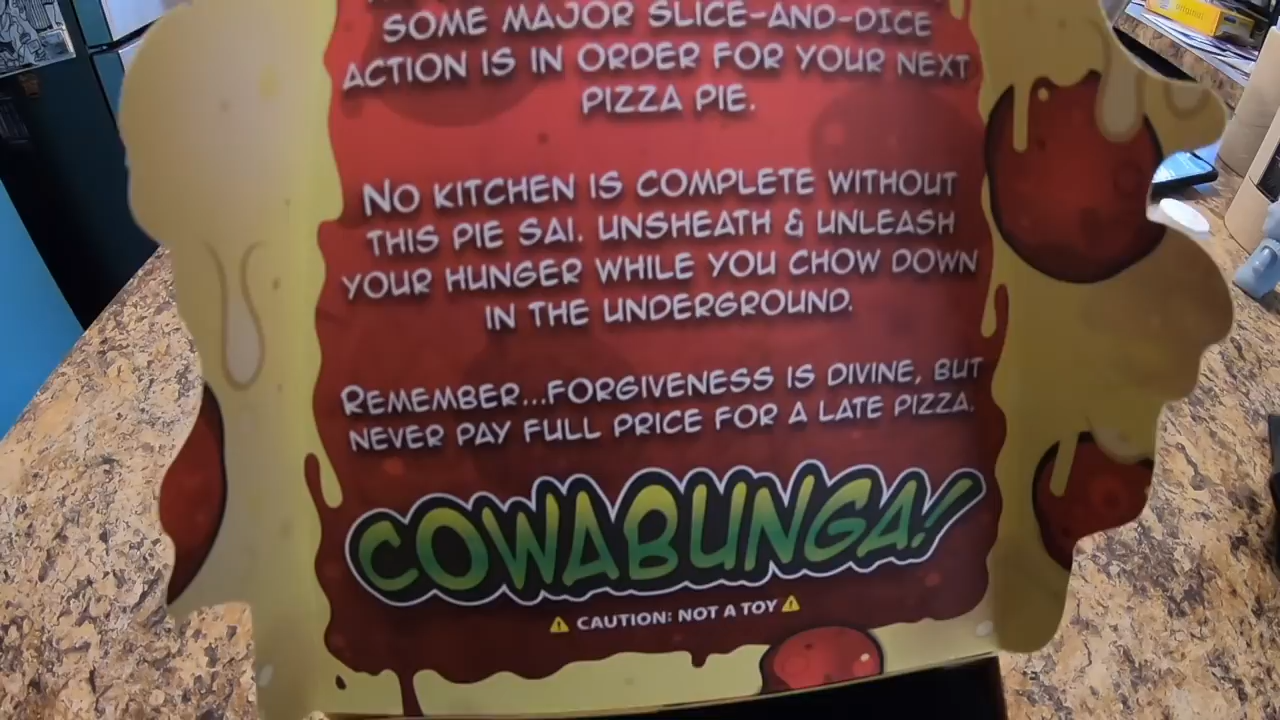 SOME MAJOR SLICE-AND-DICE
ACTION IS IN ORDER FOR YOUR NEXT
PIZZA PIE.
NO KITCHEN IS COMPLETE WITHOUT
THIS PIE SAI. UNSHEATH & UNLEASH
YOUR HUNGER WHILE YOU CHOW DOWN
IN THE UNDERGROUND.
REMEMBER...FORGIVENESS IS DIVINE, BUT
NEVER PAY FULL PRICE FOR A LATE PIZZA.
COWABUNGA!
CAUTION: NOT A TOY